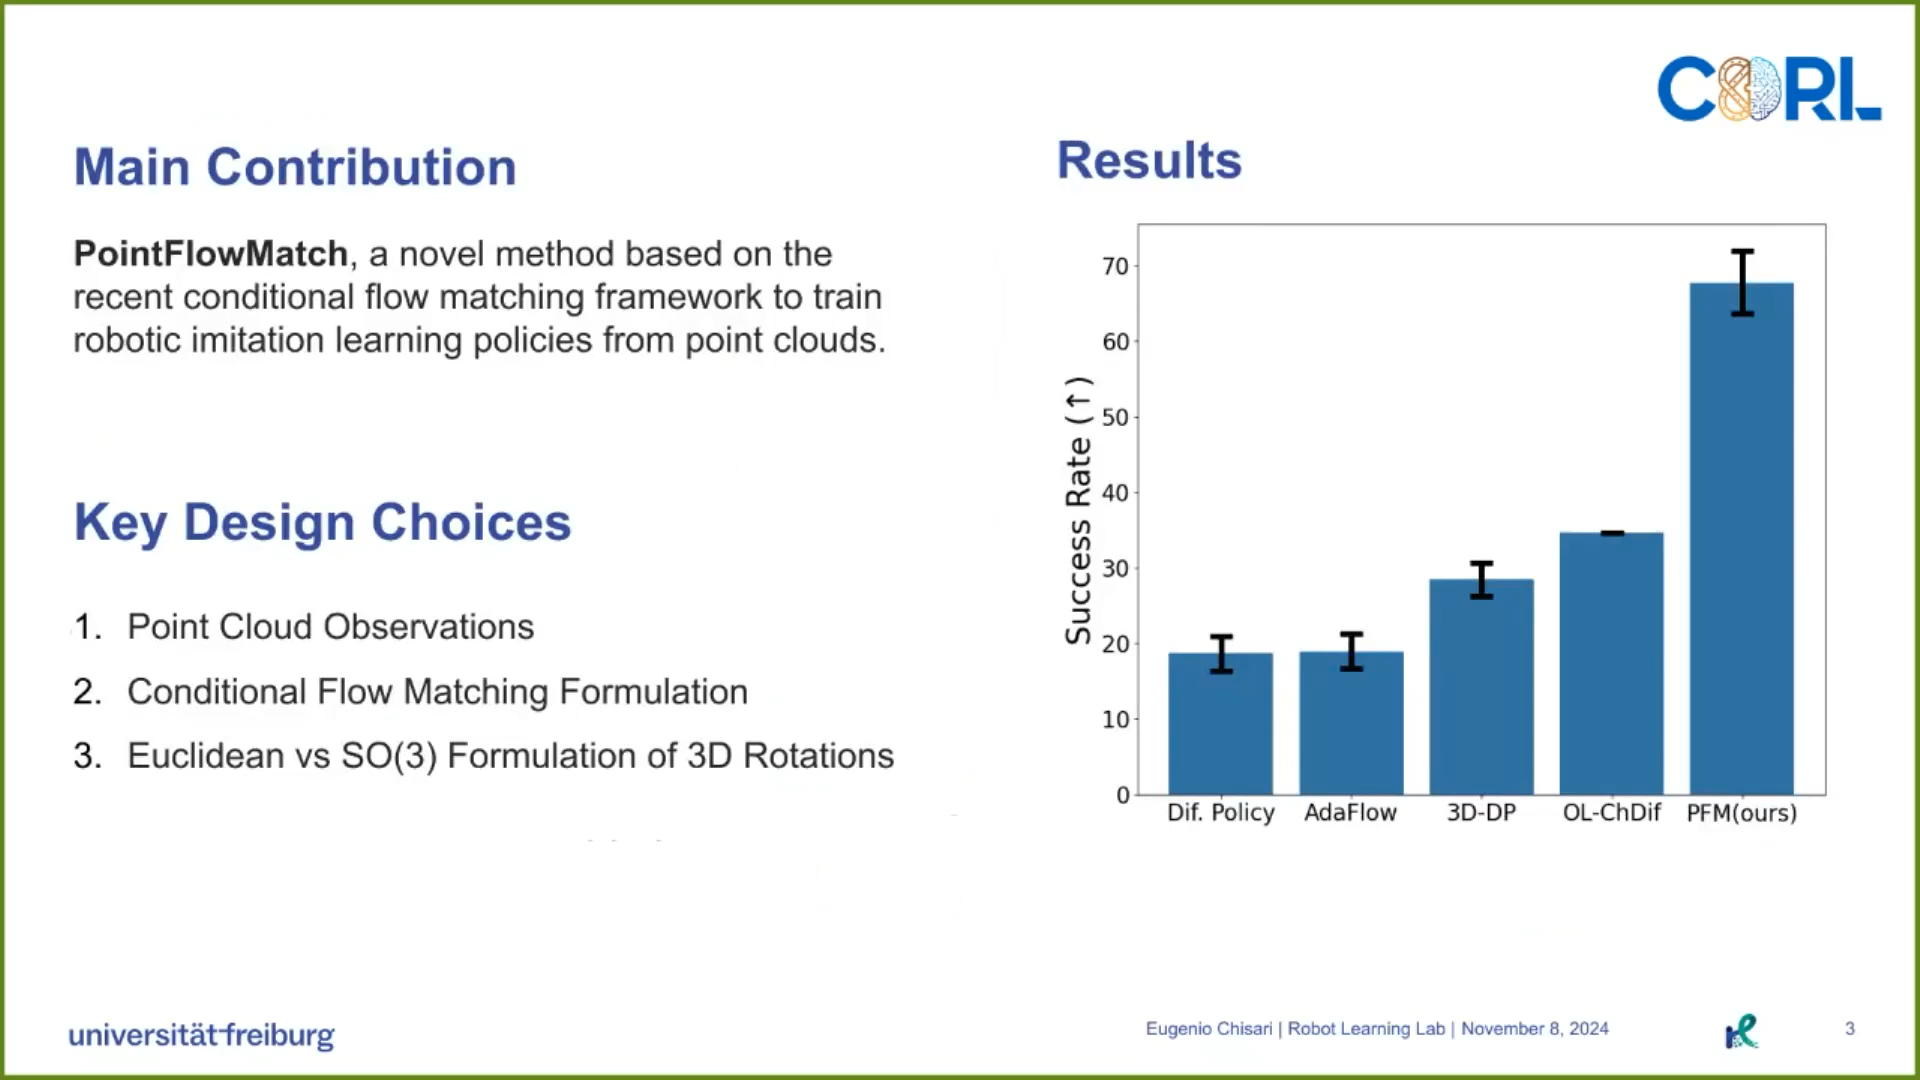 CORL
Main Contribution
PointFlowMatch, a novel method based on the
recent conditional flow matching framework to train
robotic imitation learning policies from point clouds.
Key Design Choices
1. Point Cloud Observations
2. Conditional Flow Matching Formulation
3. Euclidean vs SO(3) Formulation of 3D Rotations
Results
Success Rate (↑)
70
60
50
40
30
20
10
0
Dif. Policy AdaFlow 3D-DP OL-ChDif PFM(ours)
universität freiburg
Eugenio Chisari | Robot Learning Lab | November 8, 2024
3